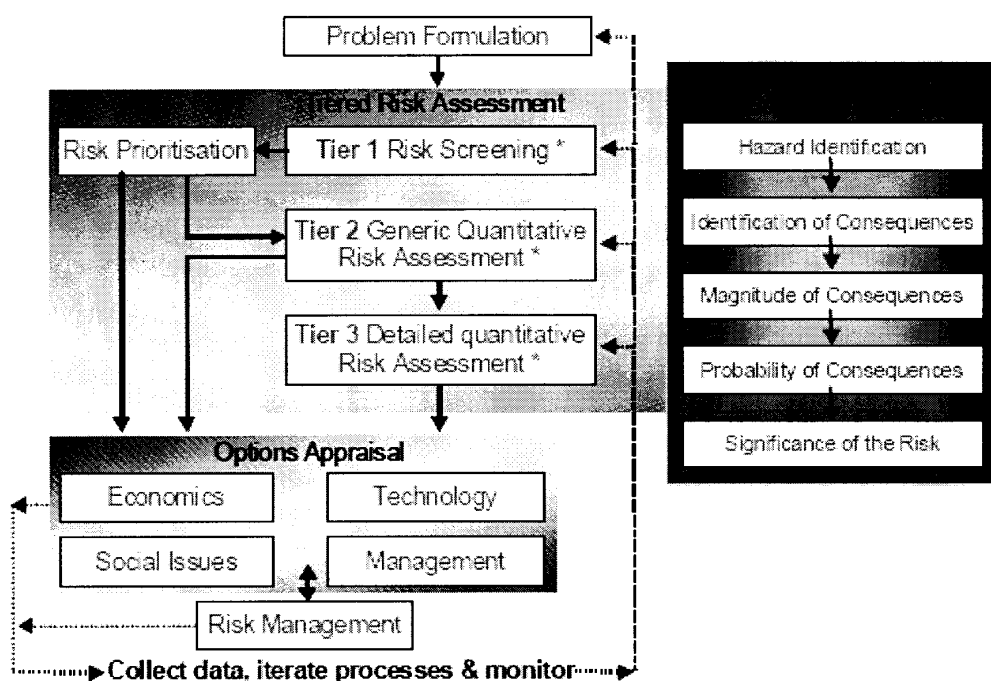 Problem Formulation
Tiered Risk Assessment
Risk Prioritisation
Tier 1 Risk Screening *
Tier 2 Generic Quantitative
Risk Assessment *
Tier 3 Detailed quantitative
Risk Assessment *
Options Appraisal
Economics
Technology
Social Issues
Management
Risk Management
Collect data, iterate processes & monitor
Hazard Identification
Identification of Consequences
Magnitude of Consequences
Probability of Consequences
Significance of the Risk